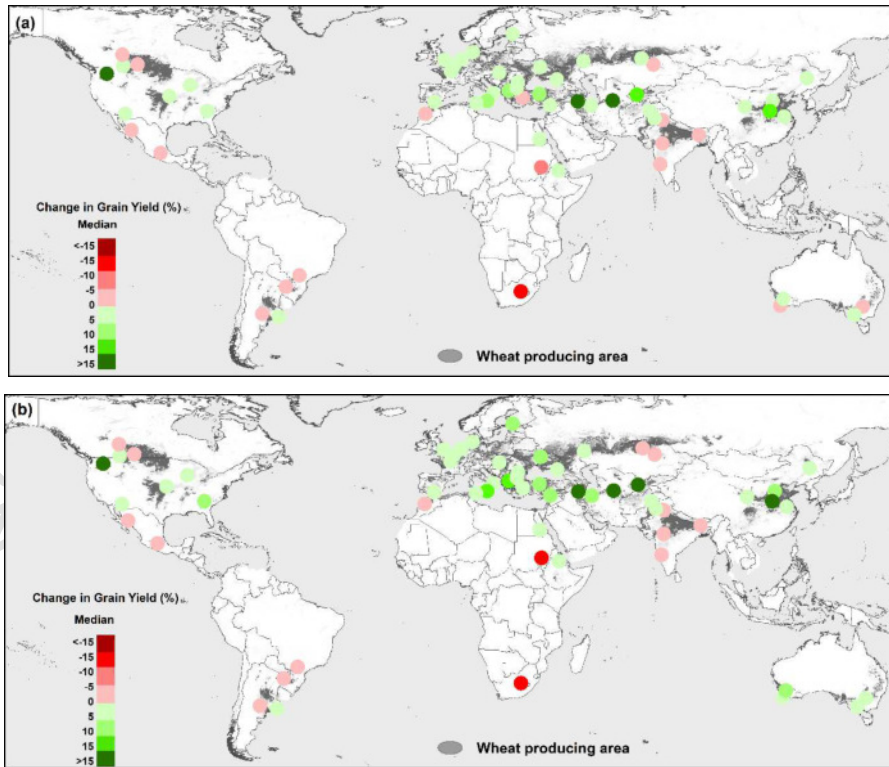 (a)
Change in Grain Yield (%)
Median
<-15
-15
-10
-5
0
5
10
15
>15
Wheat producing area
(b)
Change in Grain Yield (%)
Median
<-15
-15
-10
-5
0
5
10
15
>15
Wheat producing area